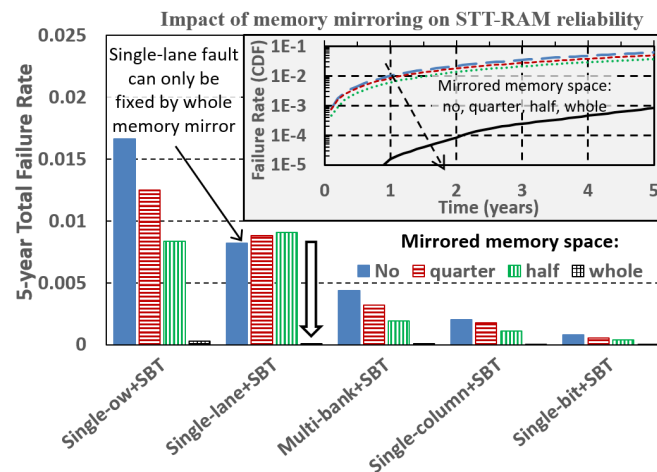 Impact of memory mirroring on STT-RAM reliability
5-year Total Failure Rate
0.025
0.02
0.015
0.01
0.005
0
Single-lane fault
can only be
fixed by whole
memory mirror
Failure Rate (CDF)
1E-1
1E-2
1E-3
1E-4
1E-5
Mirrored memory space:
no, quarter, half, whole
0 1 2 3 4 5
Time (years)
Mirrored memory space:
No quarter half whole
Single-ow+SBT
Single-lane+SBT
Multi-bank+SBT
Single-column+SBT
Single-bit+SBT